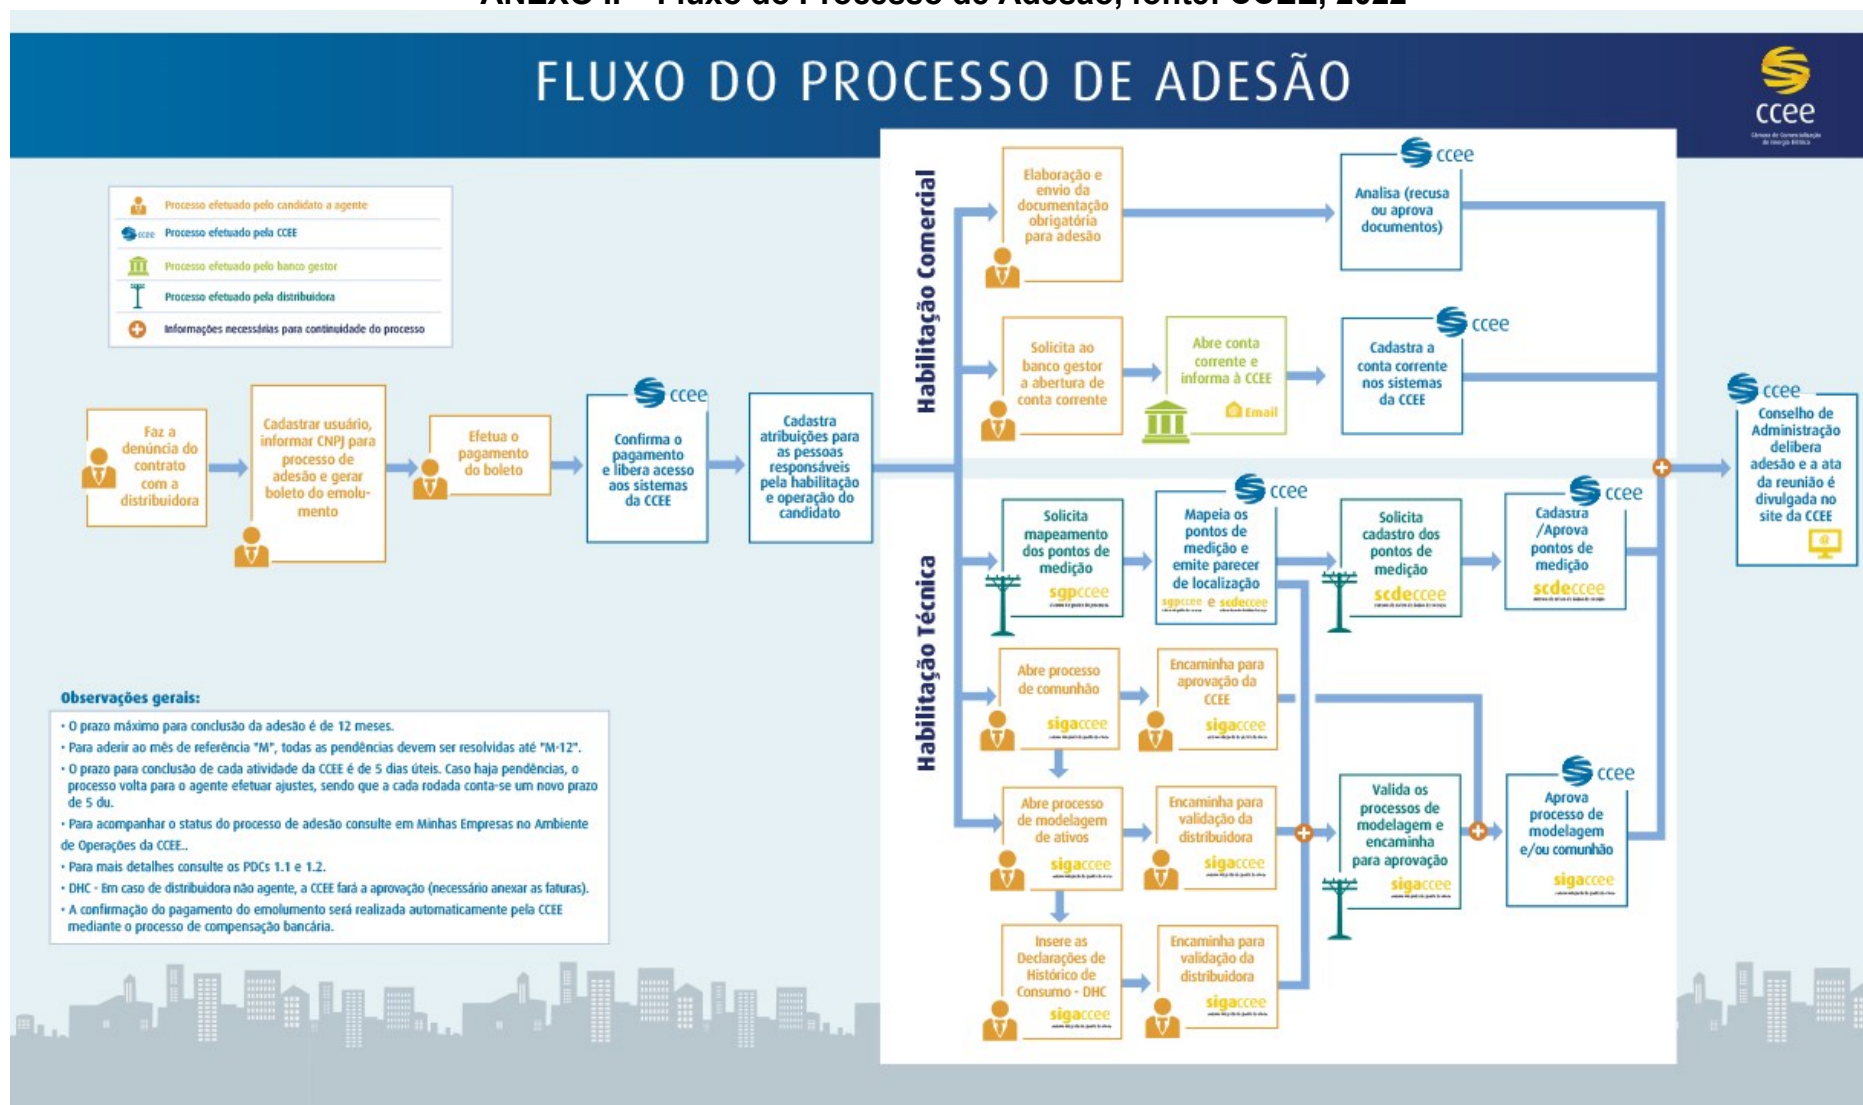 ANEXO II – Fluxo do Processo de Adesão, fonte: CCEE, 2022
FLUXO DO PROCESSO DE ADESÃO
ccee
Câmara de Comercialização
de Energia Elétrica
Processo efetuado pelo candidato a agente
ccee
Processo efetuado pela CCEE
Processo efetuado pelo banco gestor
Processo efetuado pela distribuidora
Informações necessárias para continuidade do processo
Faz a
denúncia do
contrato
com a
distribuidora
Cadastrar usuário,
informar CNPJ para
processo de
adesão e gerar
boleto do emolu-
mento
Efetua o
pagamento
do boleto
ccee
Confirma o
pagamento
e libera acesso
aos sistemas
da CCEE
Cadastra
atribuições para
as pessoas
responsáveis
pela habilitação
e operação do
candidato
Habilitação Comercial
Elaboração e
envio da
documentação
obrigatória
para adesão
ccee
Analisa (recusa
ou aprova
documentos)
Solicita ao
banco gestor
a abertura de
conta corrente
Abre conta
corrente e
informa à CCEE
Email
ccee
Cadastra a
conta corrente
nos sistemas
da CCEE
Habilitação Técnica
Solicita
mapeamento
dos pontos de
medição
sgpccee
ccee
Mapeia os
pontos de
medição e
emite parecer
de localização
sgpccee e scdeccee
Solicita
cadastro dos
pontos de
medição
scdeccee
ccee
Cadastra
/Aprova
pontos de
medição
scdeccee
Abre processo
de comunhão
sigaccee
Encaminha para
aprovação da
CCEE
sigaccee
Abre processo
de modelagem
de ativos
sigaccee
Encaminha para
validação da
distribuidora
sigaccee
Valida os
processos de
modelagem e
encaminha
para aprovação
sigaccee
ccee
Aprova
processo de
modelagem
e/ou comunhão
sigaccee
Insere as
Declarações de
Histórico de
Consumo - DHC
sigaccee
Encaminha para
validação da
distribuidora
sigaccee
ccee
Conselho de
Administração
delibera
adesão e a ata
da reunião é
divulgada no
site da CCEE
Observações gerais:
• O prazo máximo para conclusão da adesão é de 12 meses.
• Para aderir ao mês de referência "M", todas as pendências devem ser resolvidas até "M-12".
• O prazo para conclusão de cada atividade da CCEE é de 5 dias úteis. Caso haja pendências, o
processo volta para o agente efetuar ajustes, sendo que a cada rodada conta-se um novo prazo
de 5 du.
• Para acompanhar o status do processo de adesão consulte em Minhas Empresas no Ambiente
de Operações da CCEE..
• Para mais detalhes consulte os PDCs 1.1 e 1.2.
• DHC - Em caso de distribuidora não agente, a CCEE fará a aprovação (necessário anexar as faturas).
• A confirmação do pagamento do emolumento será realizada automaticamente pela CCEE
mediante o processo de compensação bancária.